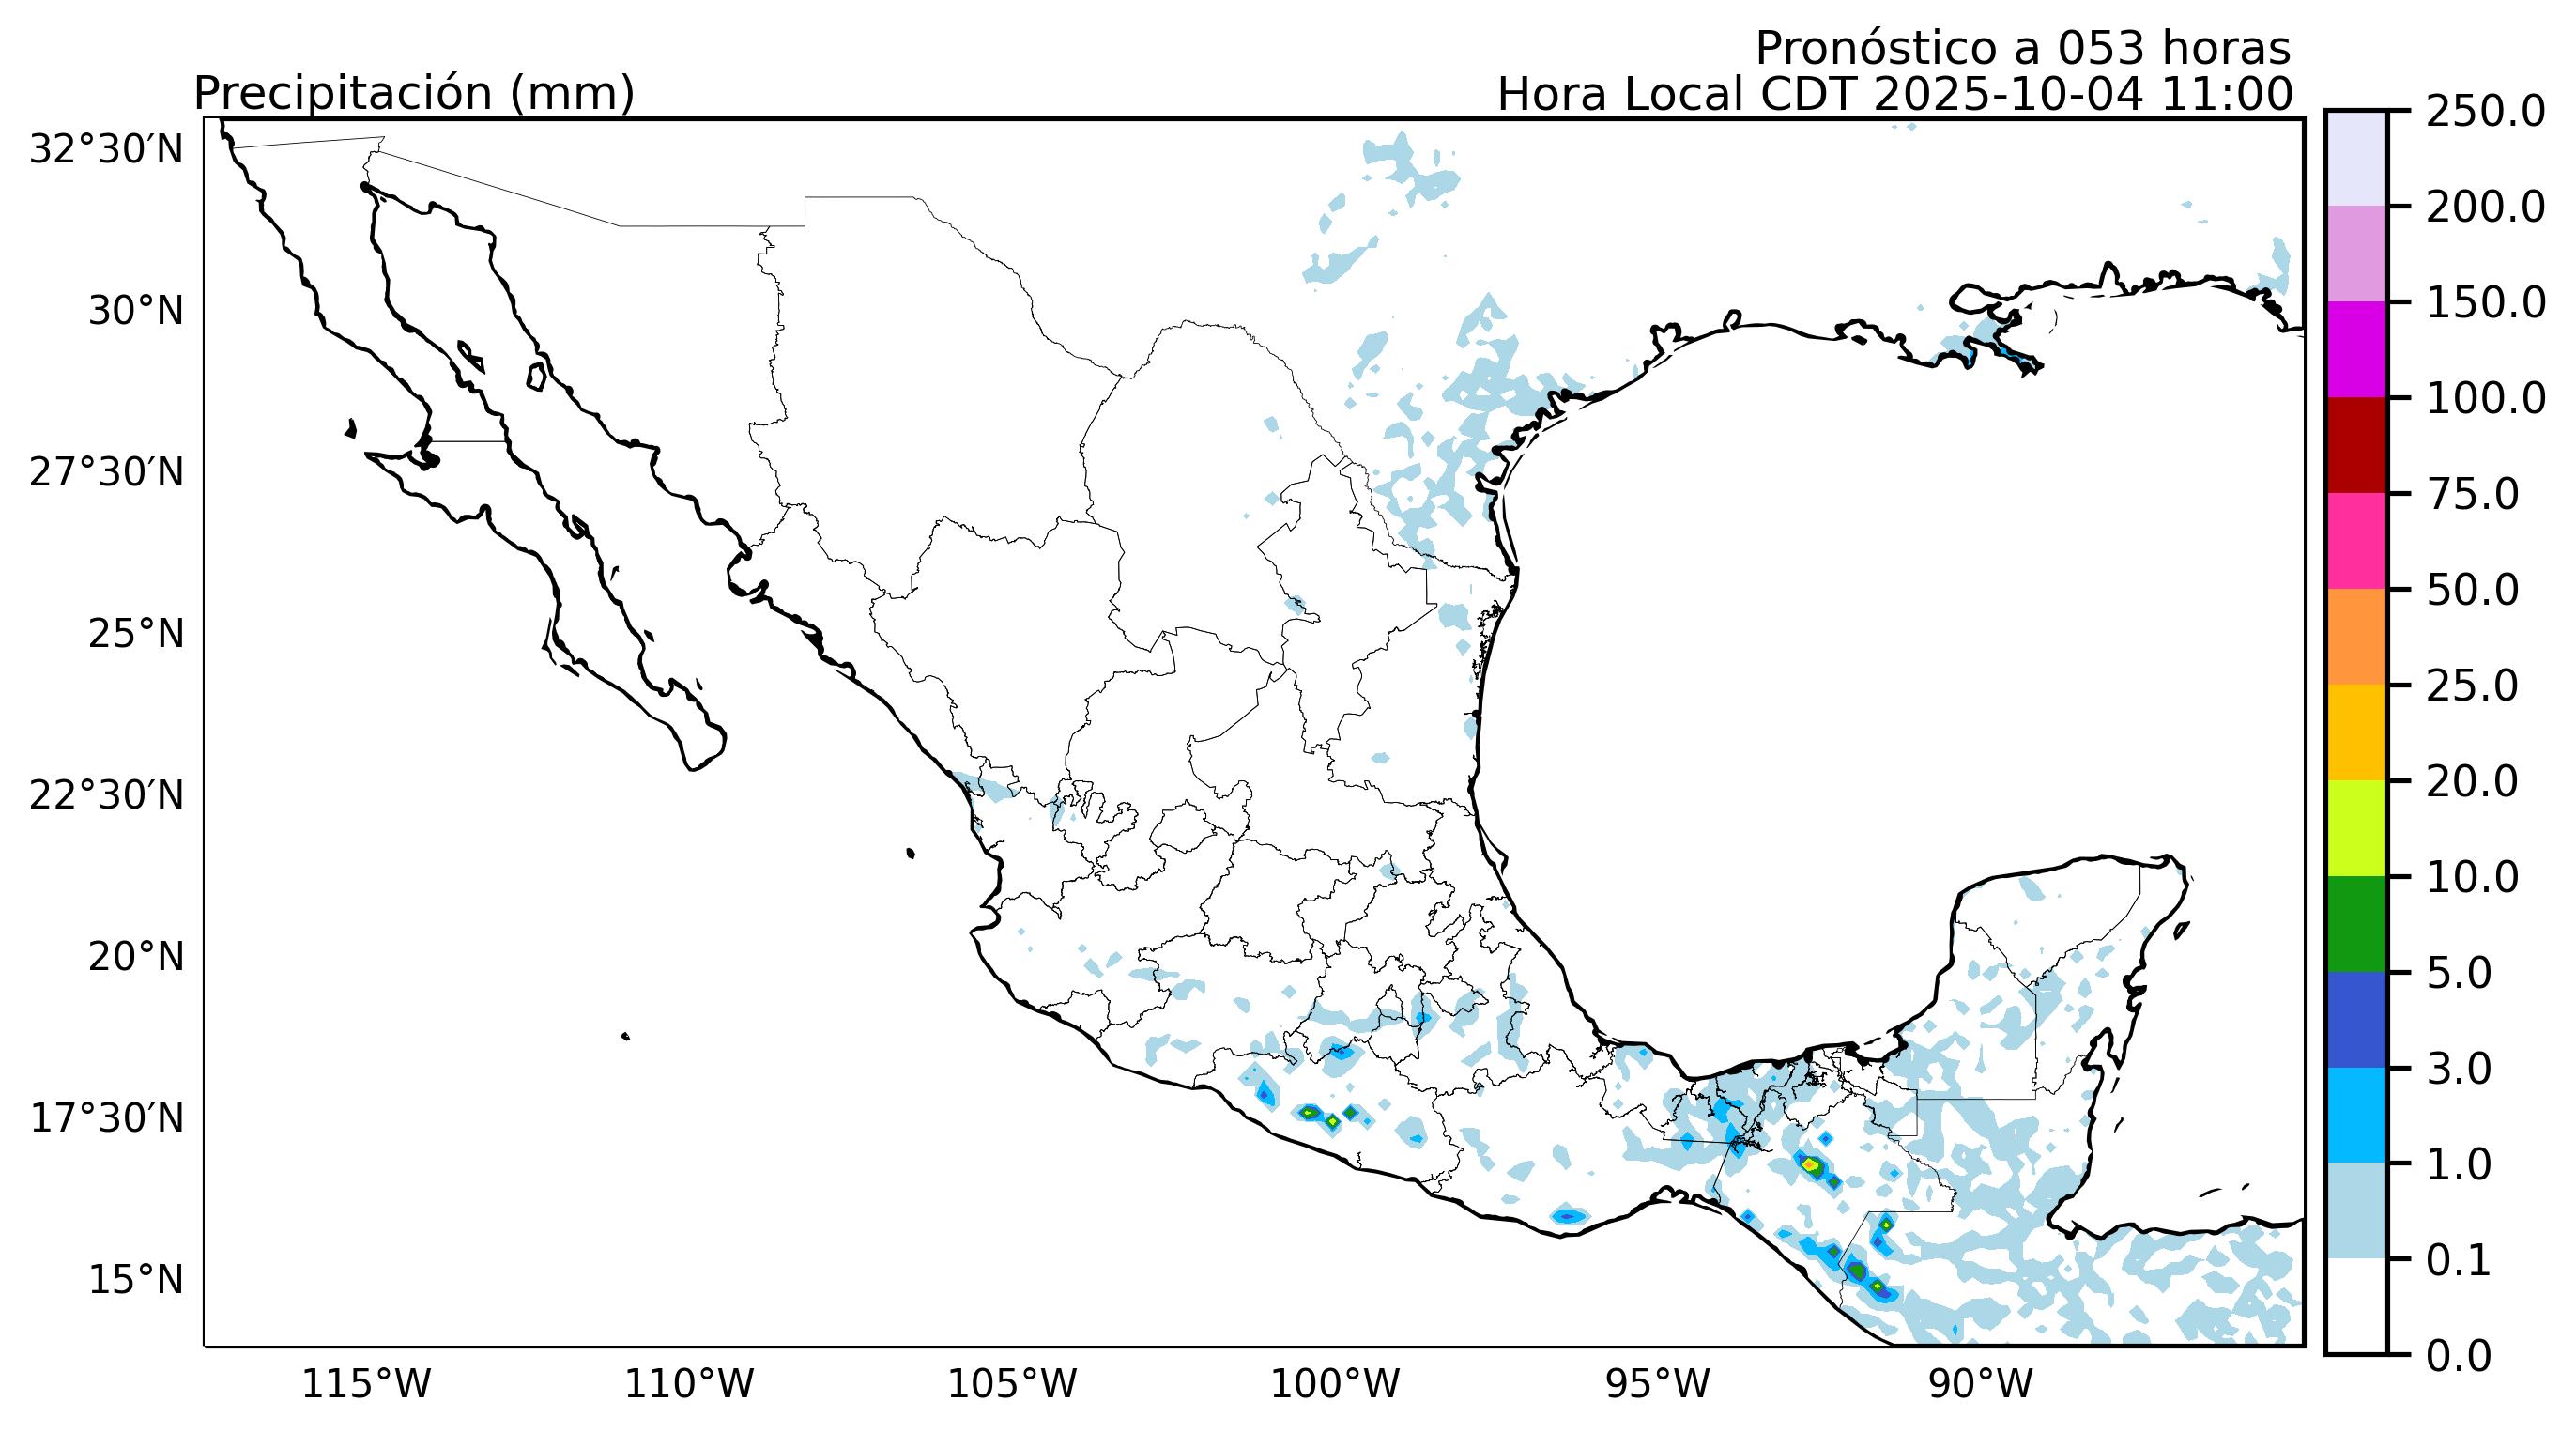 Pronóstico a 053 horas
Precipitación (mm)
Hora Local CDT 2025-10-04 11:00
32°30′N
30°N
27°30′N
25°N
22°30′N
20°N
17°30′N
15°N
115°W
110°W
105°W
100°W
95°W
90°W
250.0
200.0
150.0
100.0
75.0
50.0
25.0
20.0
10.0
5.0
3.0
1.0
0.1
0.0